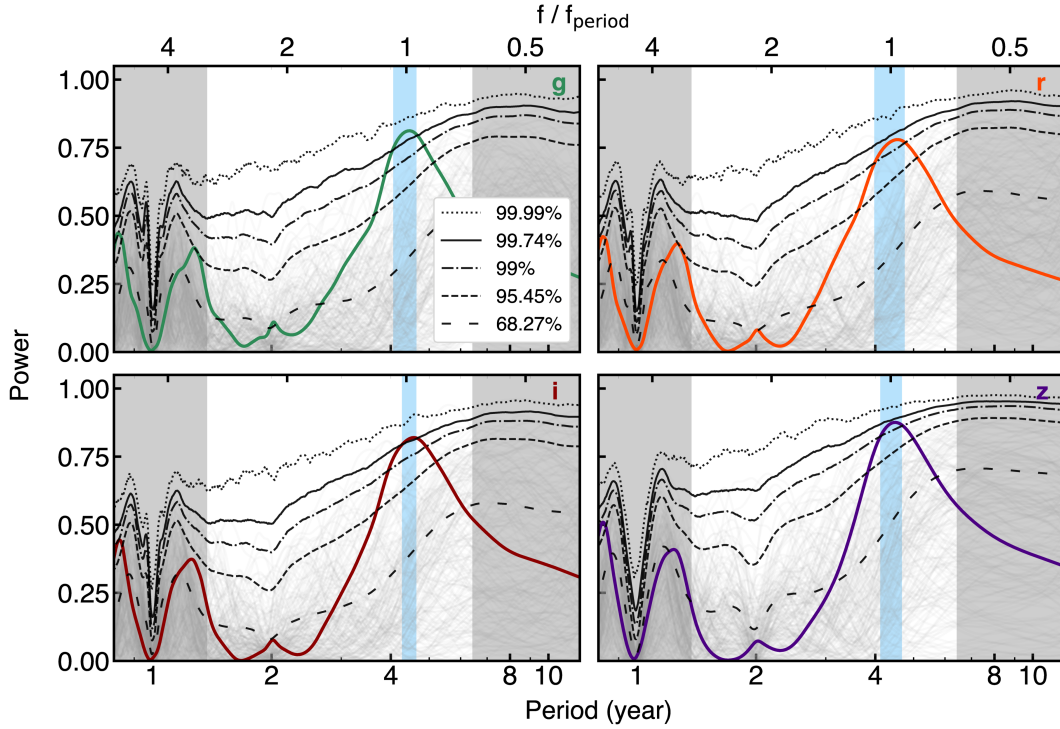 f / f_period
4 2 1 0.5 4 2 1 0.5
1.00 g r
0.75
0.50
0.25
0.00
99.99%
99.74%
99%
95.45%
68.27%
Power
1.00 i z
0.75
0.50
0.25
0.00
1 2 4 8 10 1 2 4 8 10
Period (year)